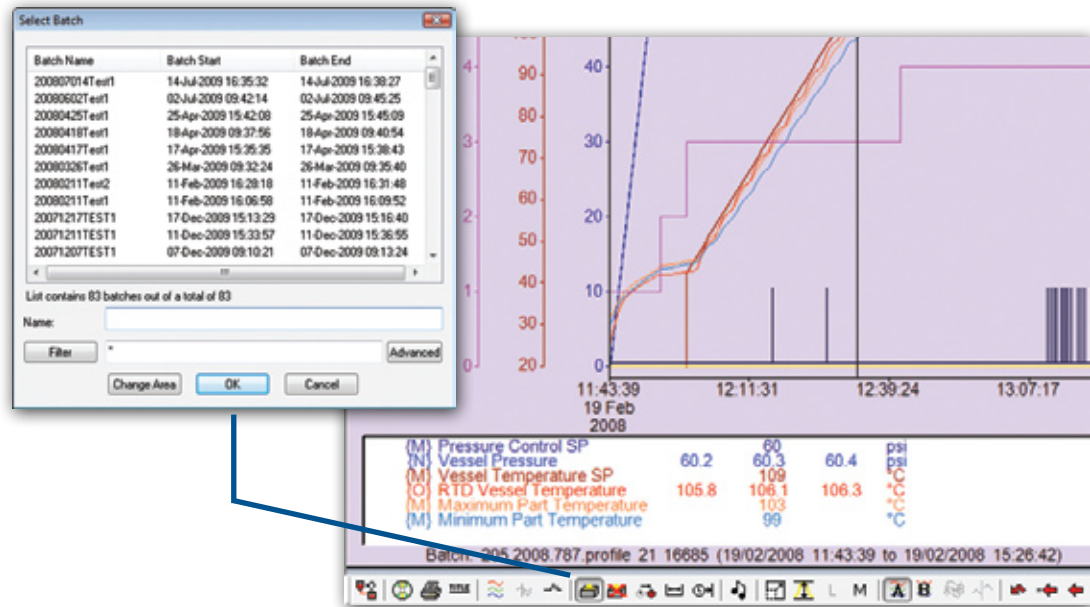 Select Batch
Batch Name Batch Start Batch End
200807014Test1 14-Jul-2009 16:35:32 14-Jul-2009 16:38:27
20080602Test1 02-Jul-2009 09:42:14 02-Jul-2009 09:45:25
20080425Test1 25-Apr-2009 15:42:08 25-Apr-2009 15:45:09
20080418Test1 18-Apr-2009 09:37:56 18-Apr-2009 09:40:54
20080417Test1 17-Apr-2009 15:35:35 17-Apr-2009 15:38:43
20080326Test1 26-Mar-2009 09:32:24 26-Mar-2009 09:35:40
20080211Test2 11-Feb-2009 16:28:18 11-Feb-2009 16:31:48
20080211Test1 11-Feb-2009 16:06:58 11-Feb-2009 16:09:52
20071217TEST1 17-Dec-2009 15:13:29 17-Dec-2009 15:16:40
20071211TEST1 11-Dec-2009 15:33:57 11-Dec-2009 15:36:55
20071207TEST1 07-Dec-2009 09:10:21 07-Dec-2009 09:13:24
List contains 83 batches out of a total of 83
Name:
Filter * Advanced
Change Area OK Cancel
4 90 40
80
3 70 30
60
2 50 20
40
1 30 10
0 20 0
11:43:39 12:11:31 12:39:24 13:07:17
19 Feb
2008
{M} Pressure Control SP 60 psi
{N} Vessel Pressure 60.2 60.3 60.4 psi
{M} Vessel Temperature SP 109 °C
{O} RTD Vessel Temperature 105.8 106.1 106.3 °C
{M} Maximum Part Temperature 103 °C
{M} Minimum Part Temperature 99 °C
Batch: 295.2008.787.profile 21 16685 (19/02/2008 11:43:39 to 19/02/2008 15:26:42)
TITLE L M A B